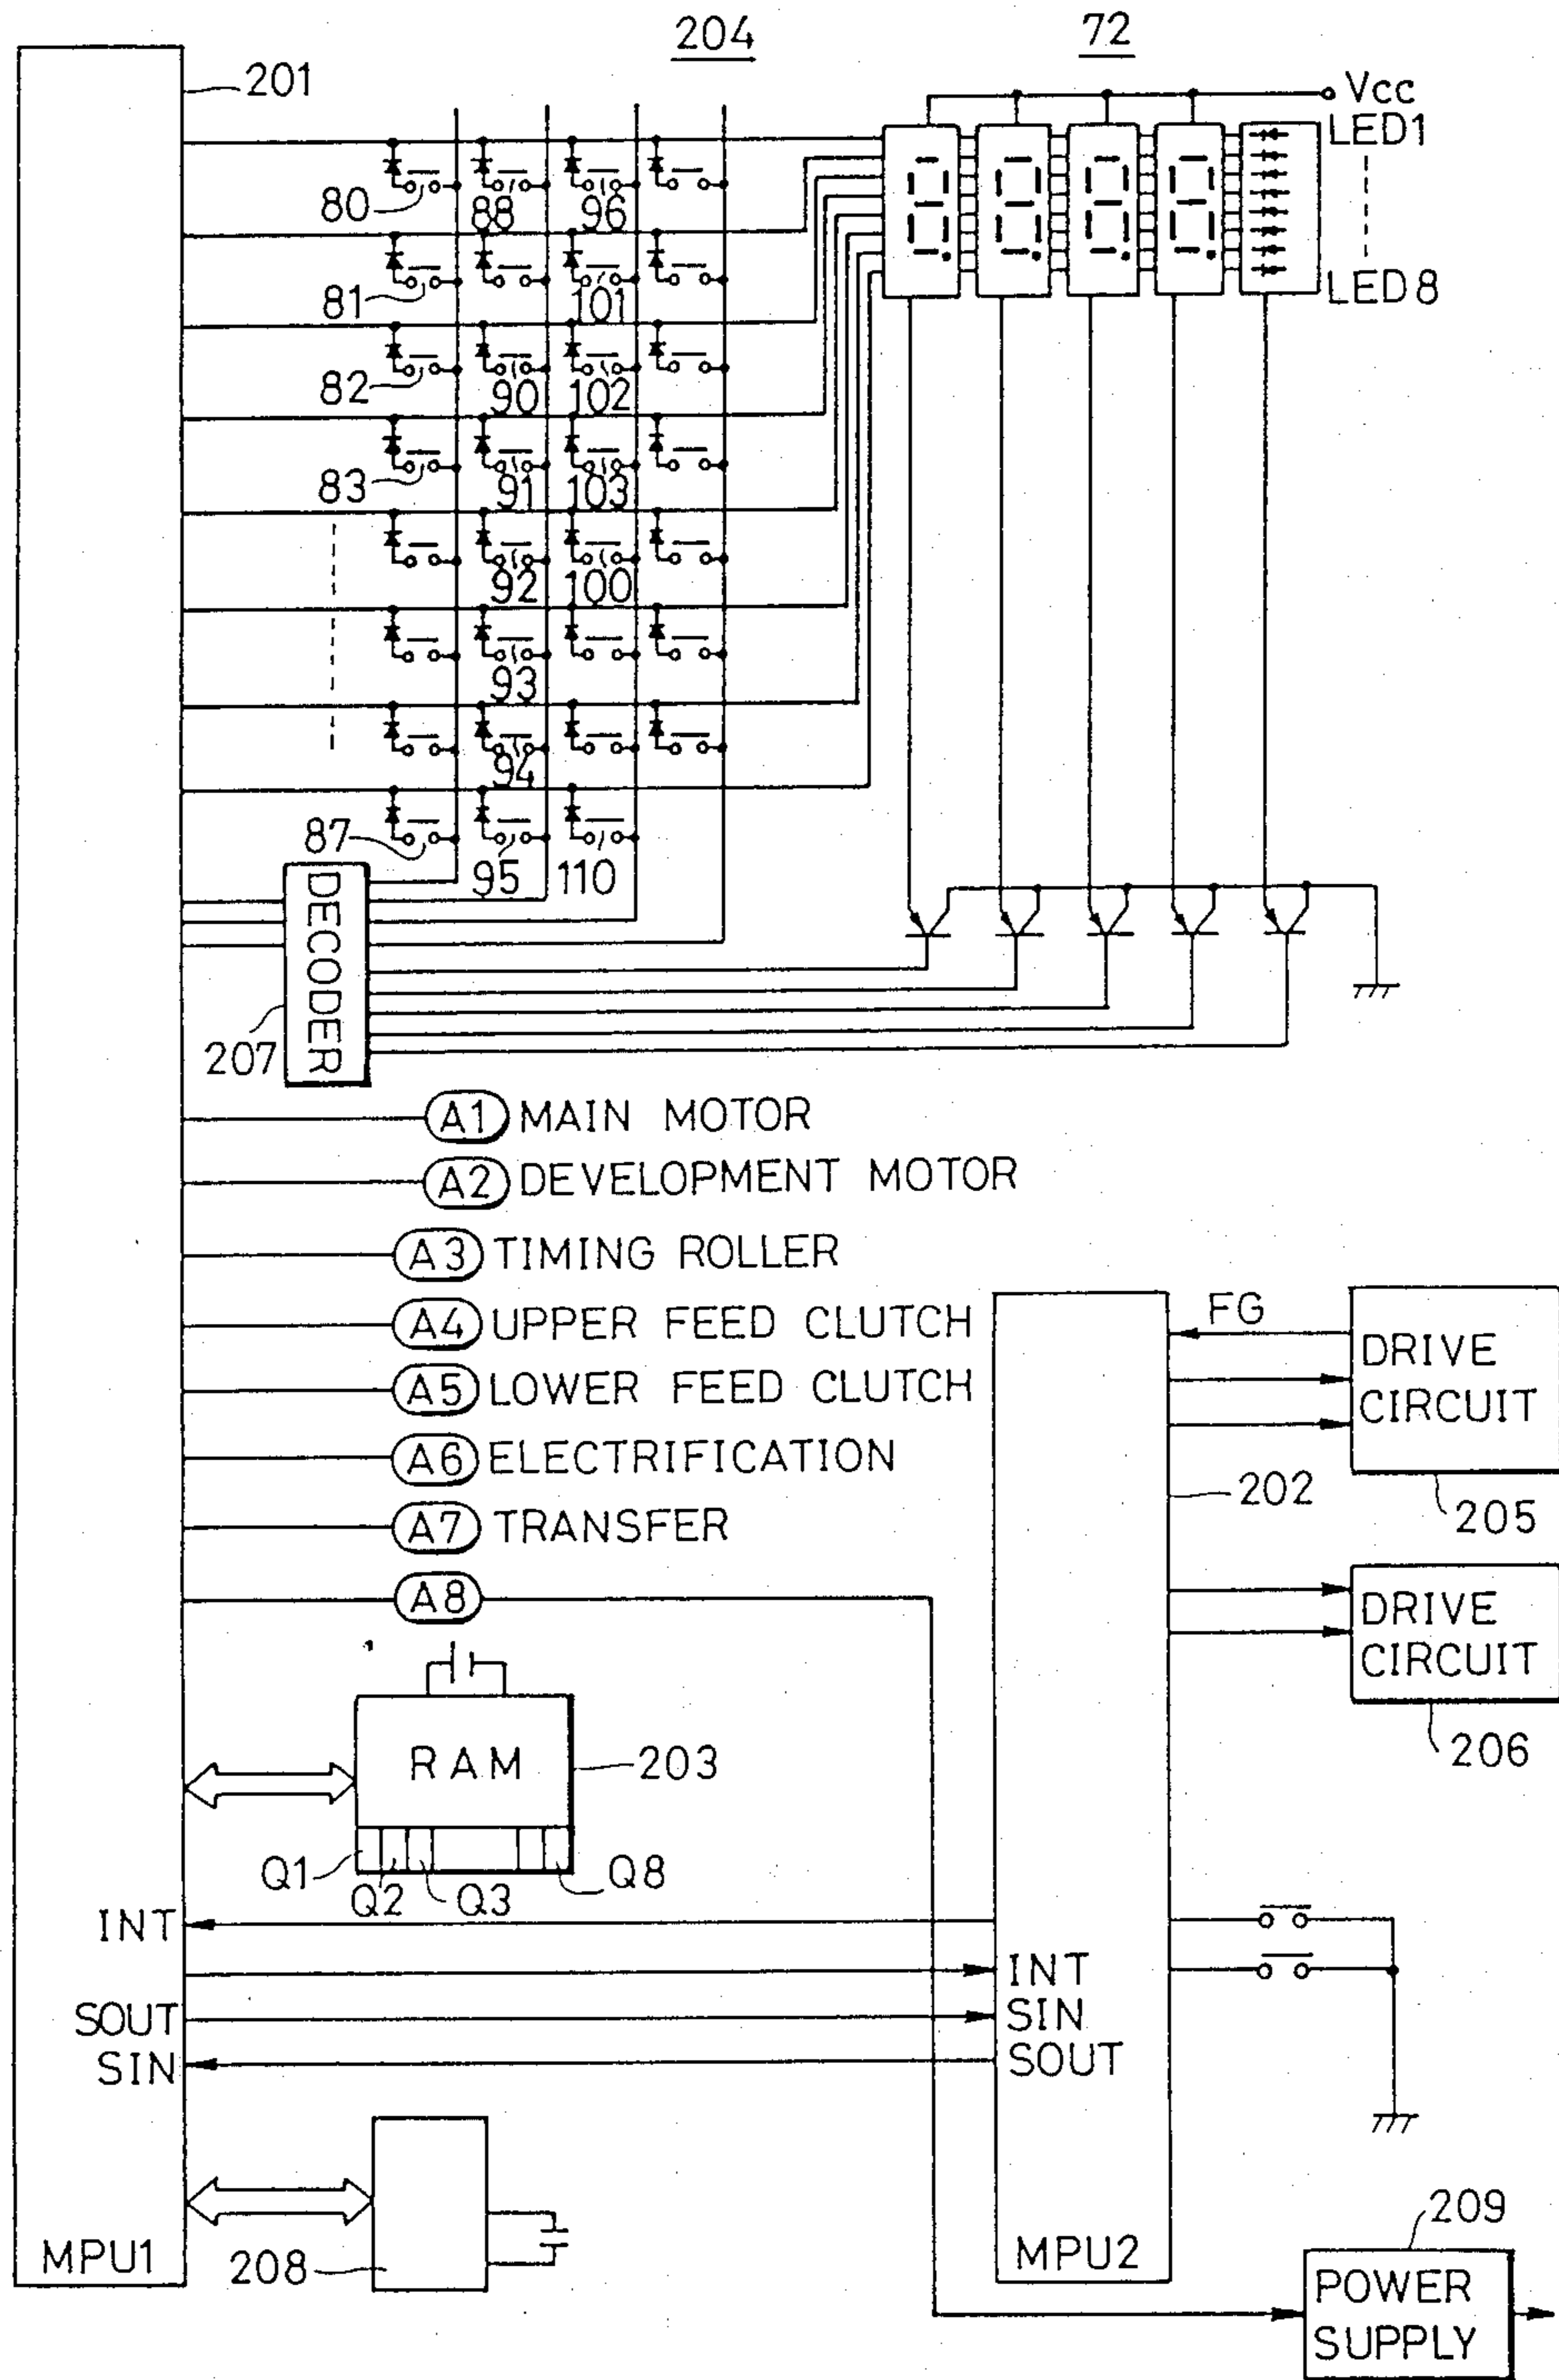 204
72
201
Vcc
LED1
LED8
80
88
96
81
101
82
90
102
83
91
103
92
100
93
94
87
95
110
DECODER
207
A1 MAIN MOTOR
A2 DEVELOPMENT MOTOR
A3 TIMING ROLLER
A4 UPPER FEED CLUTCH
A5 LOWER FEED CLUTCH
A6 ELECTRIFICATION
A7 TRANSFER
A8
FG
DRIVE
CIRCUIT
202
205
DRIVE
CIRCUIT
206
RAM
203
Q1
Q2
Q3
Q8
INT
INT
SOUT
SIN
SIN
SOUT
MPU1
208
MPU2
209
POWER
SUPPLY